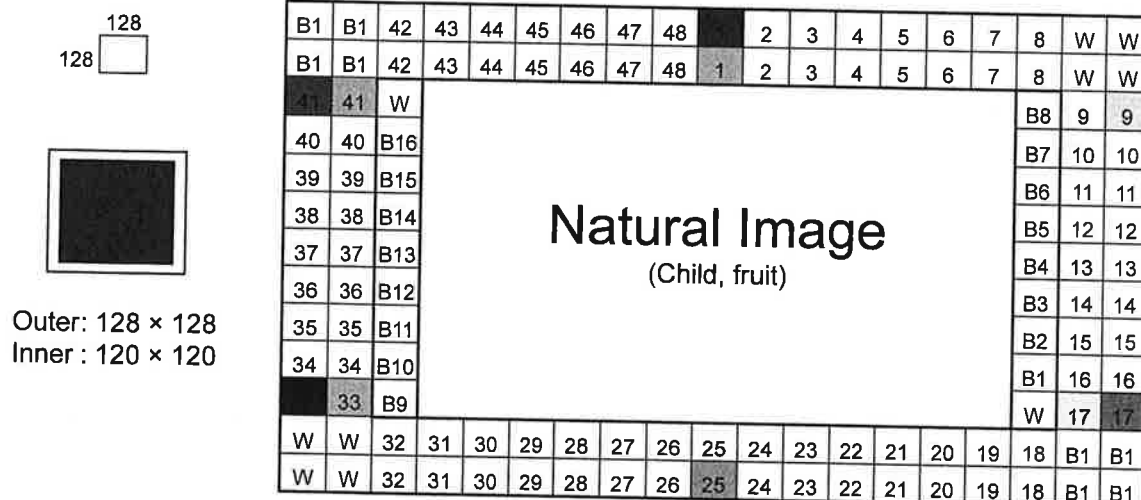 128
128
Outer: 128 × 128
Inner : 120 × 120
B1 B1 42 43 44 45 46 47 48 2 3 4 5 6 7 8 W W
B1 B1 42 43 44 45 46 47 48 1 2 3 4 5 6 7 8 W W
41 41 W B8 9 9
40 40 B16 B7 10 10
39 39 B15 B6 11 11
38 38 B14 B5 12 12
37 37 B13 B4 13 13
36 36 B12 B3 14 14
35 35 B11 B2 15 15
34 34 B10 B1 16 16
33 B9 W 17 17
Natural Image
(Child, fruit)
W W 32 31 30 29 28 27 26 25 24 23 22 21 20 19 18 B1 B1
W W 32 31 30 29 28 27 26 25 24 23 22 21 20 19 18 B1 B1